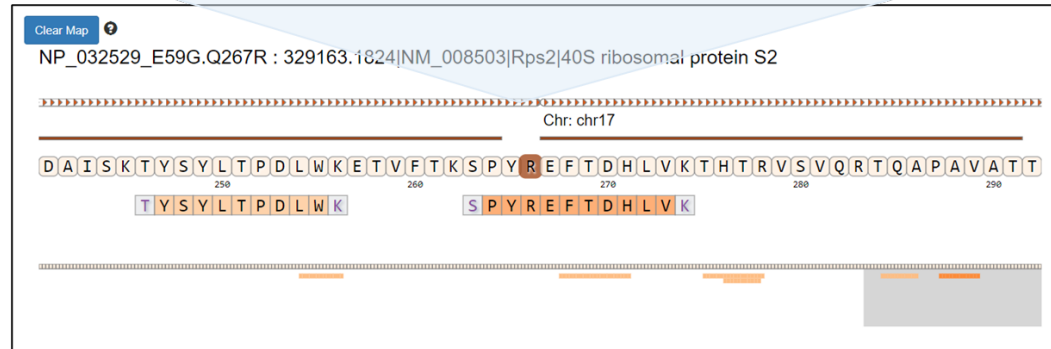 Clear Map ?
NP_032529_E59G.Q267R : 329163.1824|NM_008503|Rps2|40S ribosomal protein S2
Chr: chr17
DAISKTYSYLTPDLWKETVFTKSPYREFTDHLVKTHTRVSVQRTQAPAVATT
250 260 270 280 290
TYSYLTPDLWK SPYREFTDHLVK